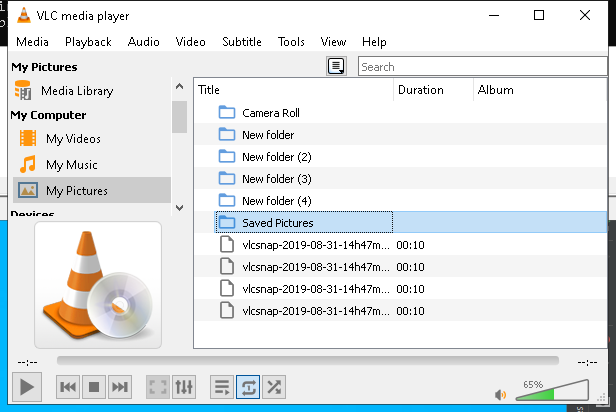 VLC media player
Media Playback Audio Video Subtitle Tools View Help
My Pictures
Search
Media Library
My Computer
My Videos
My Music
My Pictures
Devices
Title Duration Album
Camera Roll
New folder
New folder (2)
New folder (3)
New folder (4)
Saved Pictures
vlcsnap-2019-08-31-14h47m... 00:10
vlcsnap-2019-08-31-14h47m... 00:10
vlcsnap-2019-08-31-14h47m... 00:10
vlcsnap-2019-08-31-14h47m... 00:10
--:-- --:--
65%